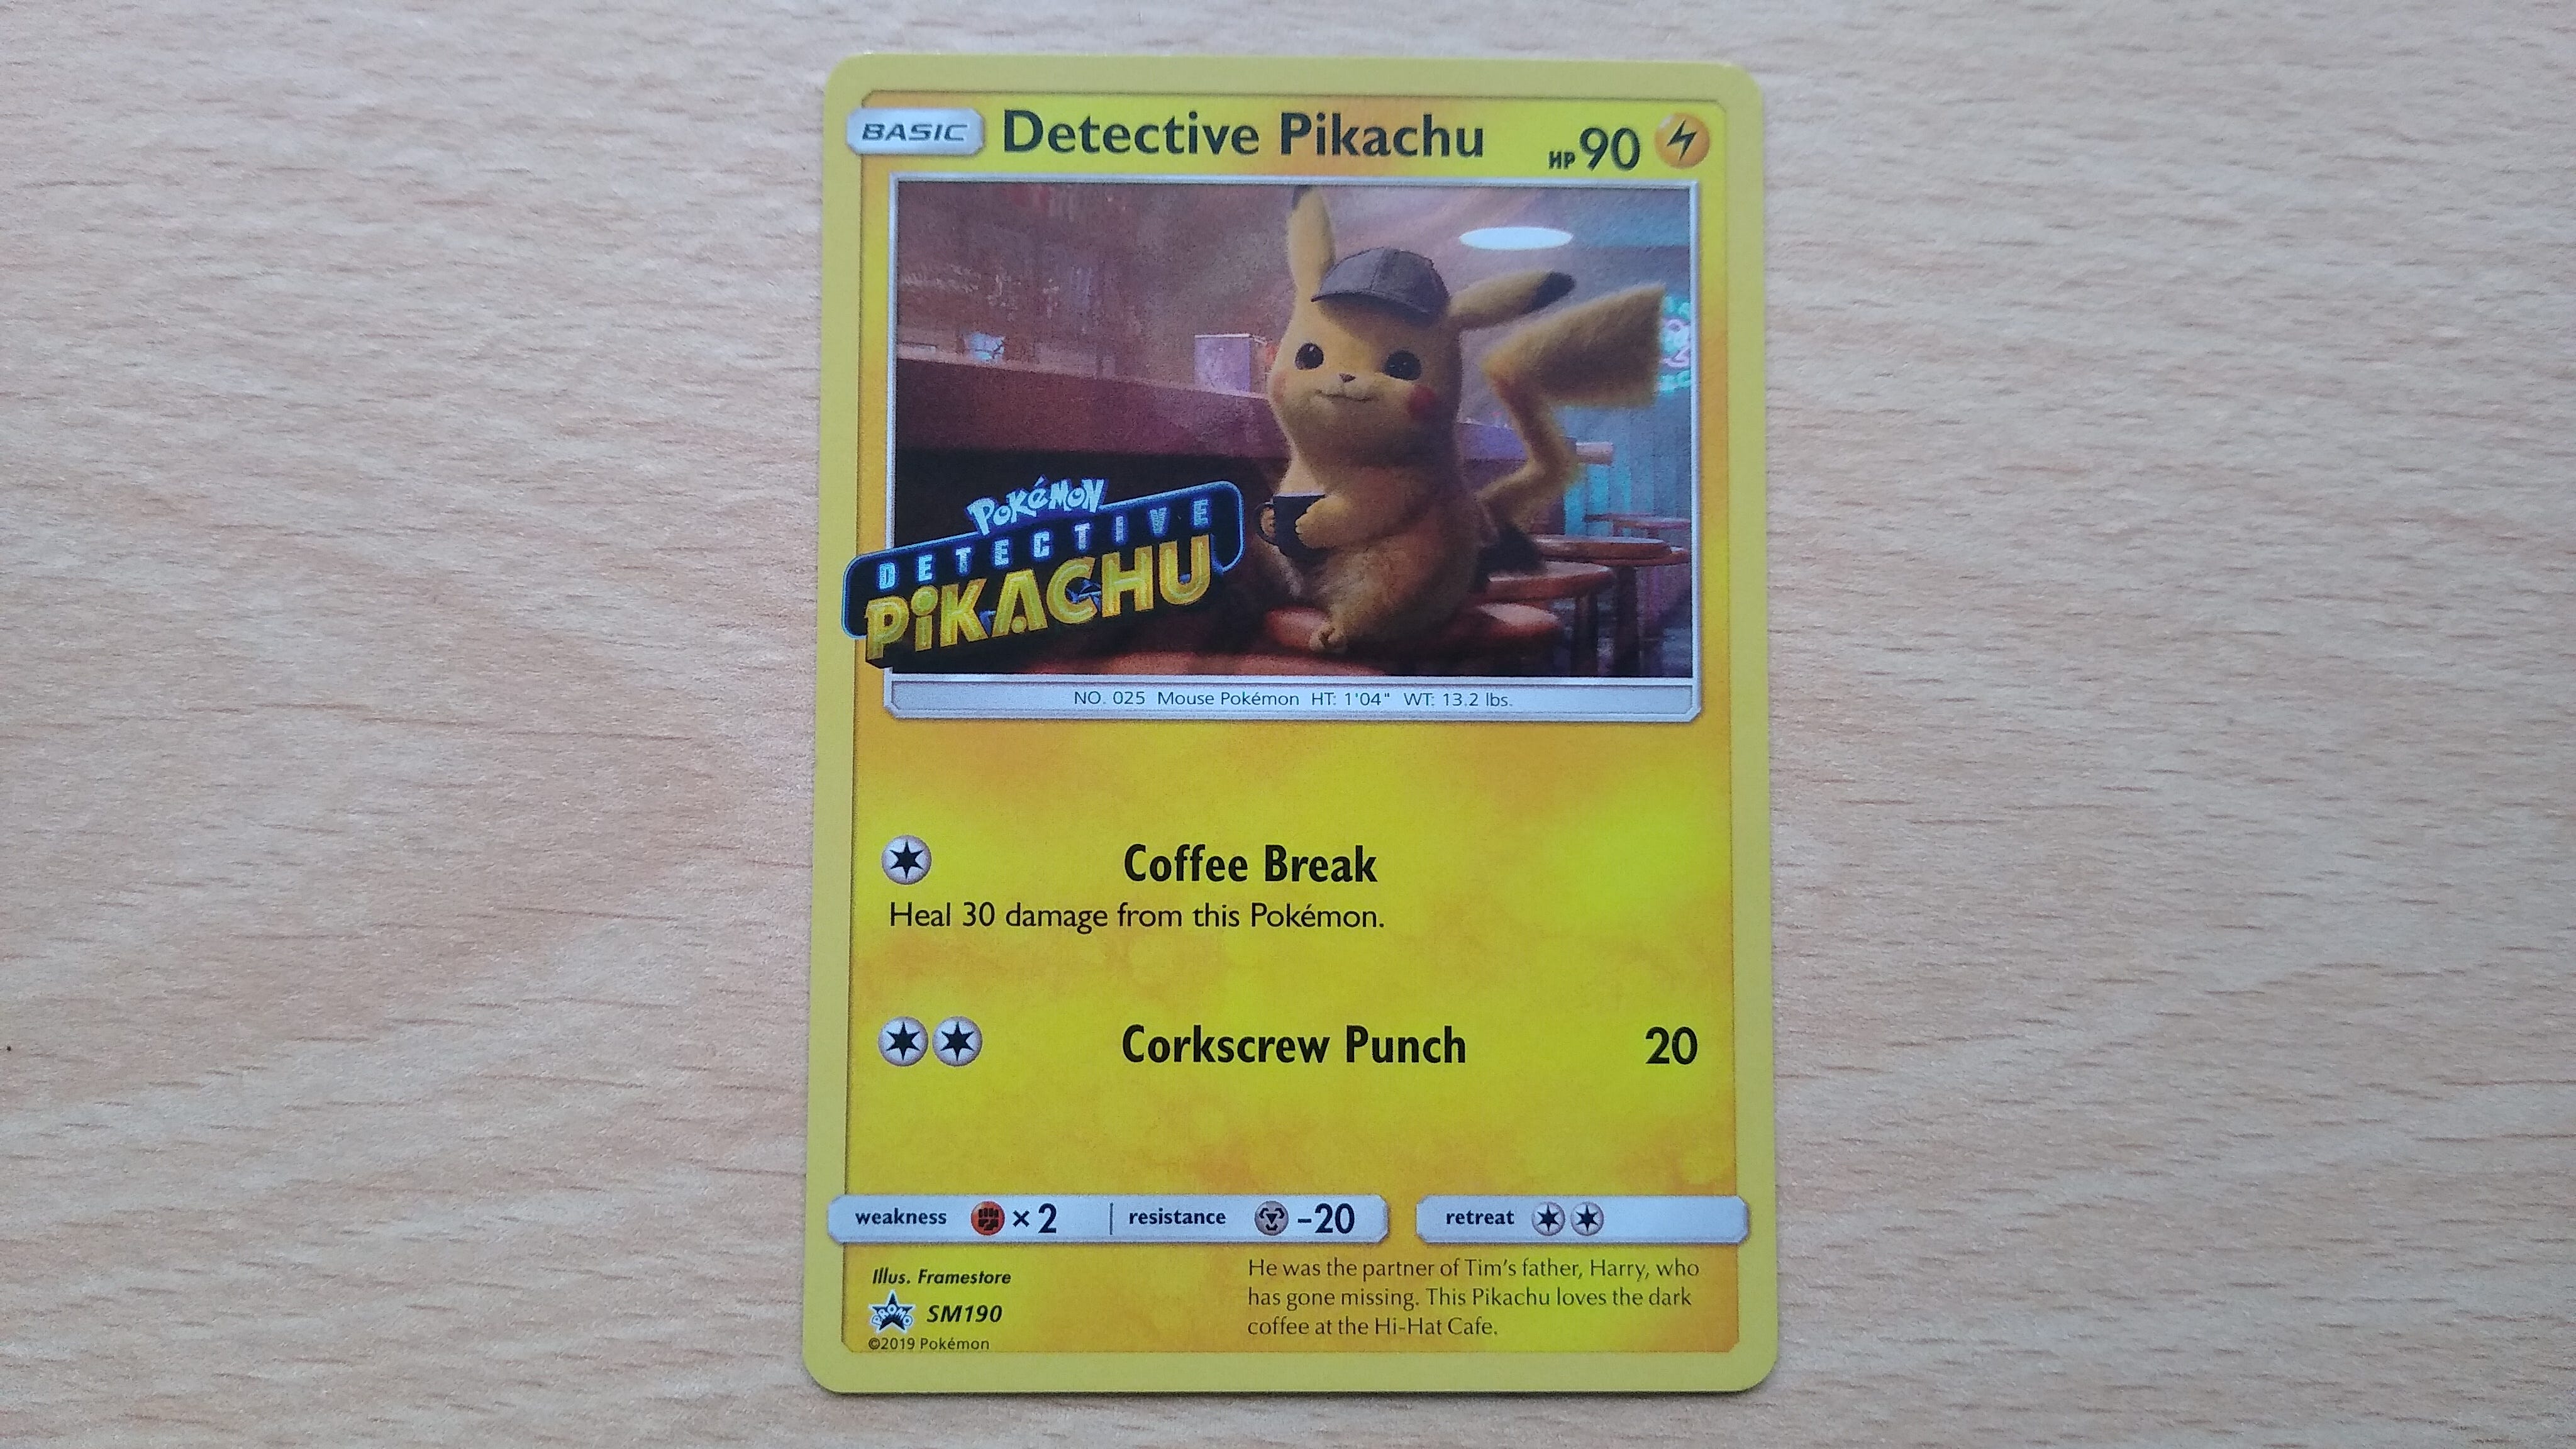 BASIC Detective Pikachu HP 90
Pokémon
DETECTIVE
PiKACHU
NO. 025 Mouse Pokémon HT: 1'04" WT: 13.2 lbs.
Coffee Break
Heal 30 damage from this Pokémon.
Corkscrew Punch 20
weakness ×2 resistance -20 retreat
Illus. Framestore
PROMO SM190
©2019 Pokémon
He was the partner of Tim's father, Harry, who
has gone missing. This Pikachu loves the dark
coffee at the Hi-Hat Cafe.